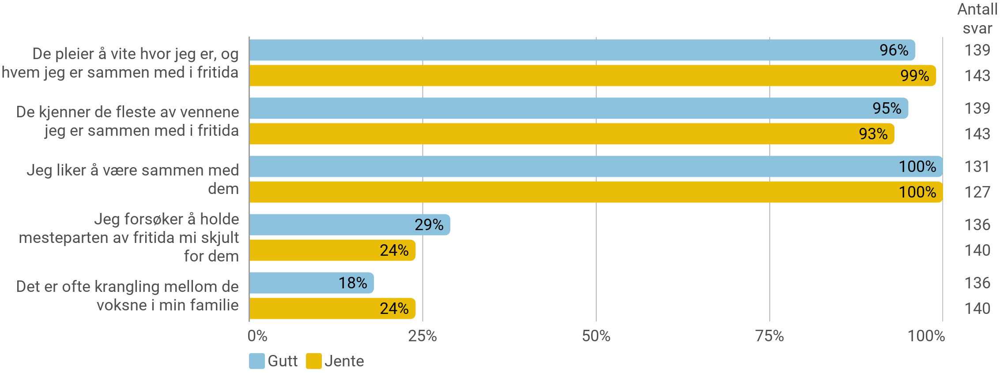 Antall
svar
De pleier å vite hvor jeg er, og
hvem jeg er sammen med i fritida
96%
139
99%
143
De kjenner de fleste av vennene
jeg er sammen med i fritida
95%
139
93%
143
Jeg liker å være sammen med
dem
100%
131
100%
127
Jeg forsøker å holde
mesteparten av fritida mi skjult
for dem
29%
136
24%
140
Det er ofte krangling mellom de
voksne i min familie
18%
136
24%
140
0% 25% 50% 75% 100%
Gutt Jente